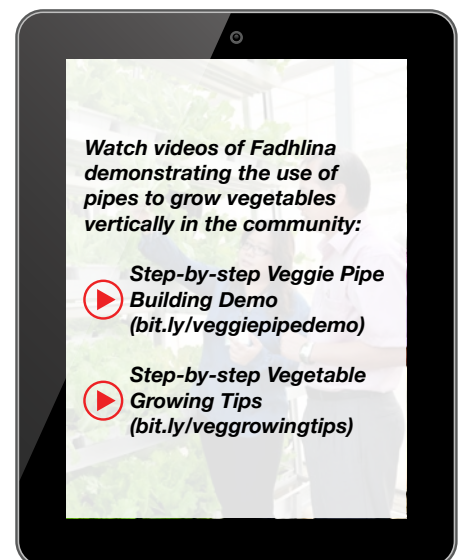 Watch videos of Fadhlina
demonstrating the use of
pipes to grow vegetables
vertically in the community:
Step-by-step Veggie Pipe
Building Demo
(bit.ly/veggiepipedemo)
Step-by-step Vegetable
Growing Tips
(bit.ly/veggrowingtips)